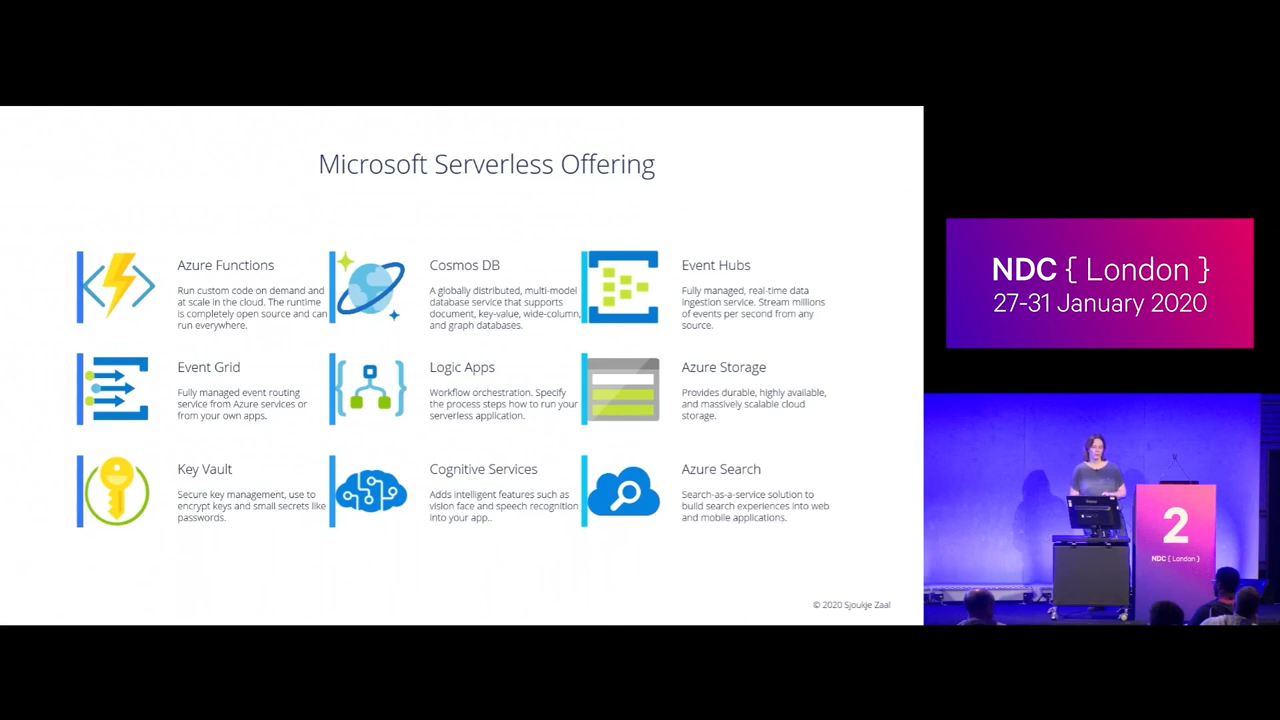 Microsoft Serverless Offering
Azure Functions
Run custom code on demand and
at scale in the cloud. The runtime
is completely open source and can
run everywhere.
Cosmos DB
A globally distributed, multi-model
database service that supports
document, key-value, wide-column,
and graph databases.
Event Hubs
Fully managed, real-time data
ingestion service. Stream millions
of events per second from any
source.
Event Grid
Fully managed event routing
service from Azure services or
from your own apps.
Logic Apps
Workflow orchestration. Specify
the process steps how to run your
serverless application.
Azure Storage
Provides durable, highly available,
and massively scalable cloud
storage.
Key Vault
Secure key management, use to
encrypt keys and small secrets like
passwords.
Cognitive Services
Adds intelligent features such as
vision face and speech recognition
into your app..
Azure Search
Search-as-a-service solution to
build search experiences into web
and mobile applications.
© 2020 Sjoukje Zaal
NDC { London }
27-31 January 2020
2
NDC { London }